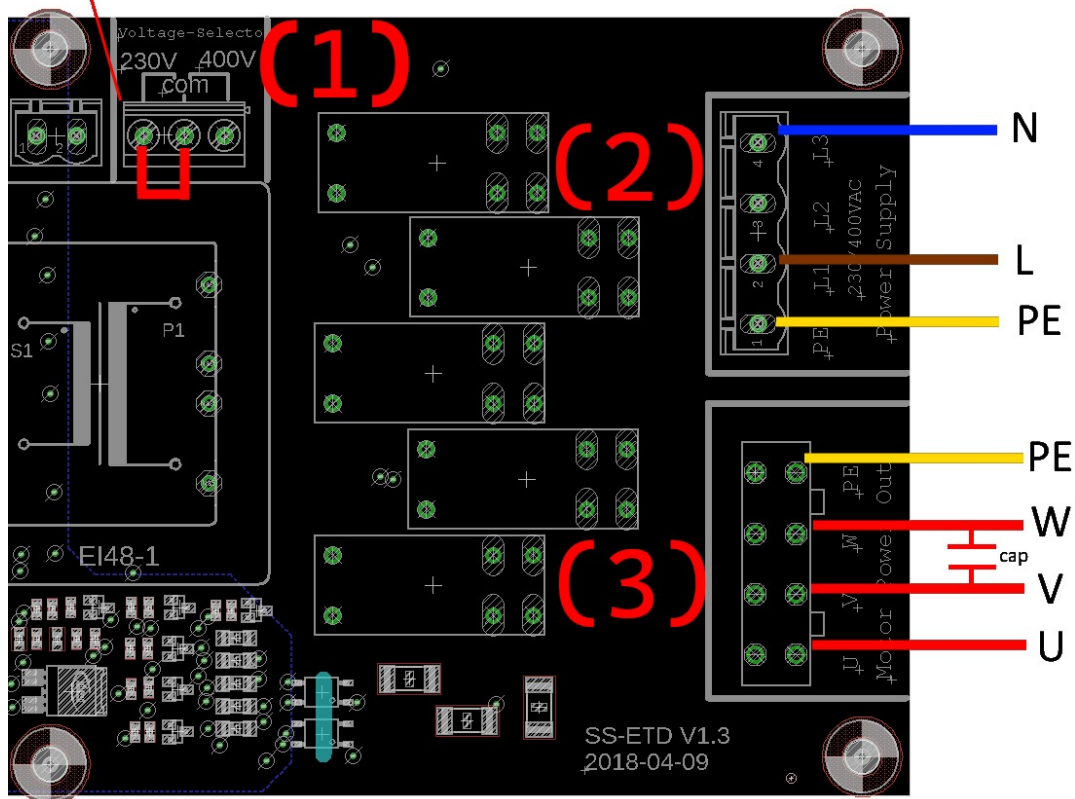 Voltage-Selecto
230V 400V
com
(1)
1 2
(2)
(3)
N
L
PE
4
3
2
1
L3
L2
L1
PE
230/400VAC
Power Supply
PE
W
V
U
cap
PE
W
V
U
Motor Power Out
S1
P1
EI48-1
SS-ETD V1.3
2018-04-09